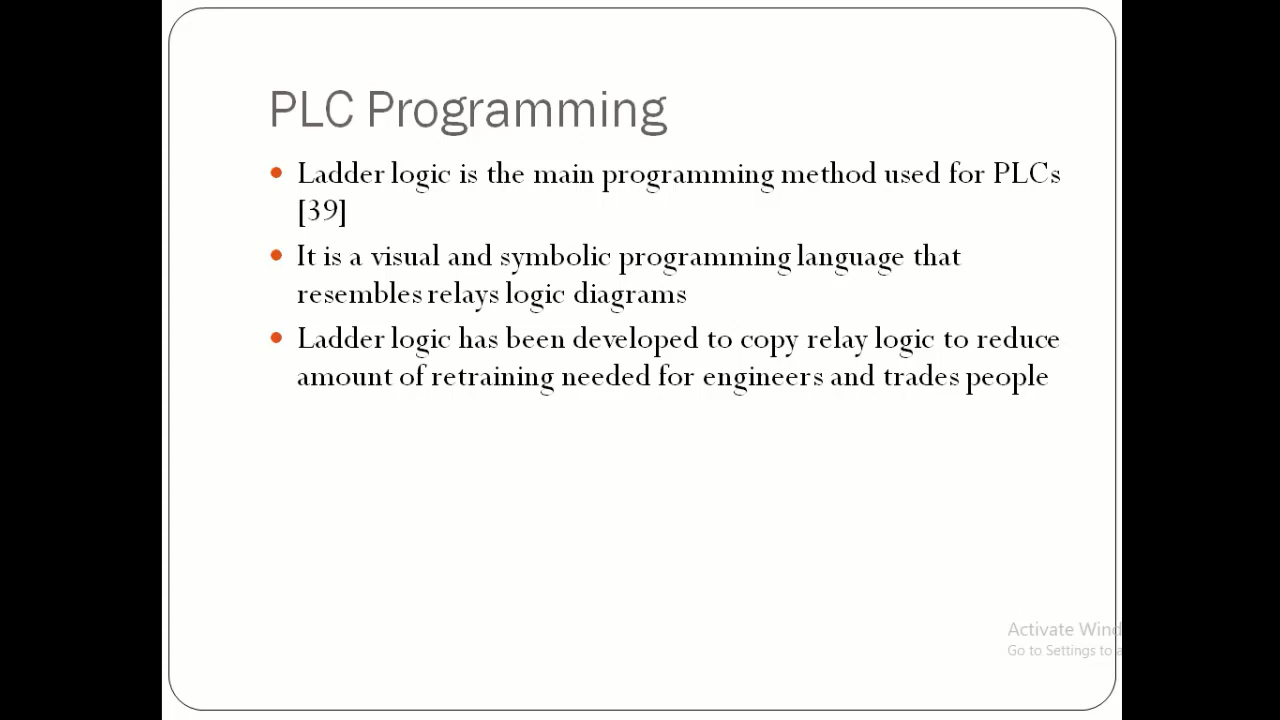 PLC Programming
Ladder logic is the main programming method used for PLCs
[39]
It is a visual and symbolic programming language that
resembles relays logic diagrams
Ladder logic has been developed to copy relay logic to reduce
amount of retraining needed for engineers and trades people
Activate Wind
Go to Settings to a